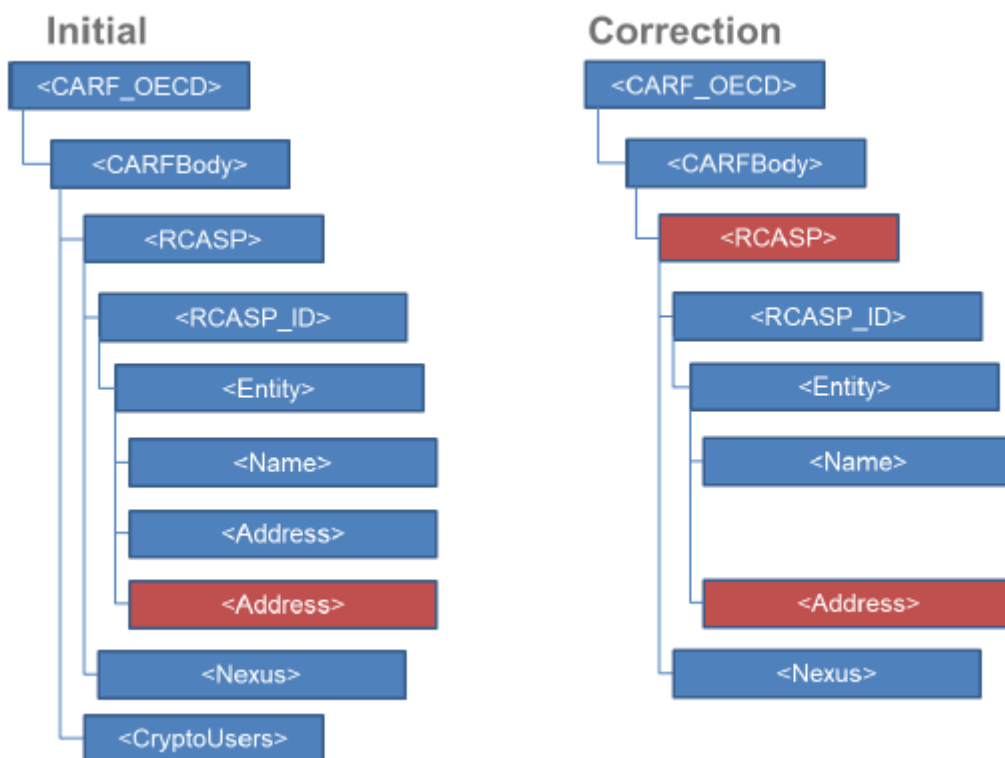 Initial
<CARF_OECD>
<CARFBody>
<RCASP>
<RCASP_ID>
<Entity>
<Name>
<Address>
<Address>
<Nexus>
<CryptoUsers>
Correction
<CARF_OECD>
<CARFBody>
<RCASP>
<RCASP_ID>
<Entity>
<Name>
<Address>
<Nexus>